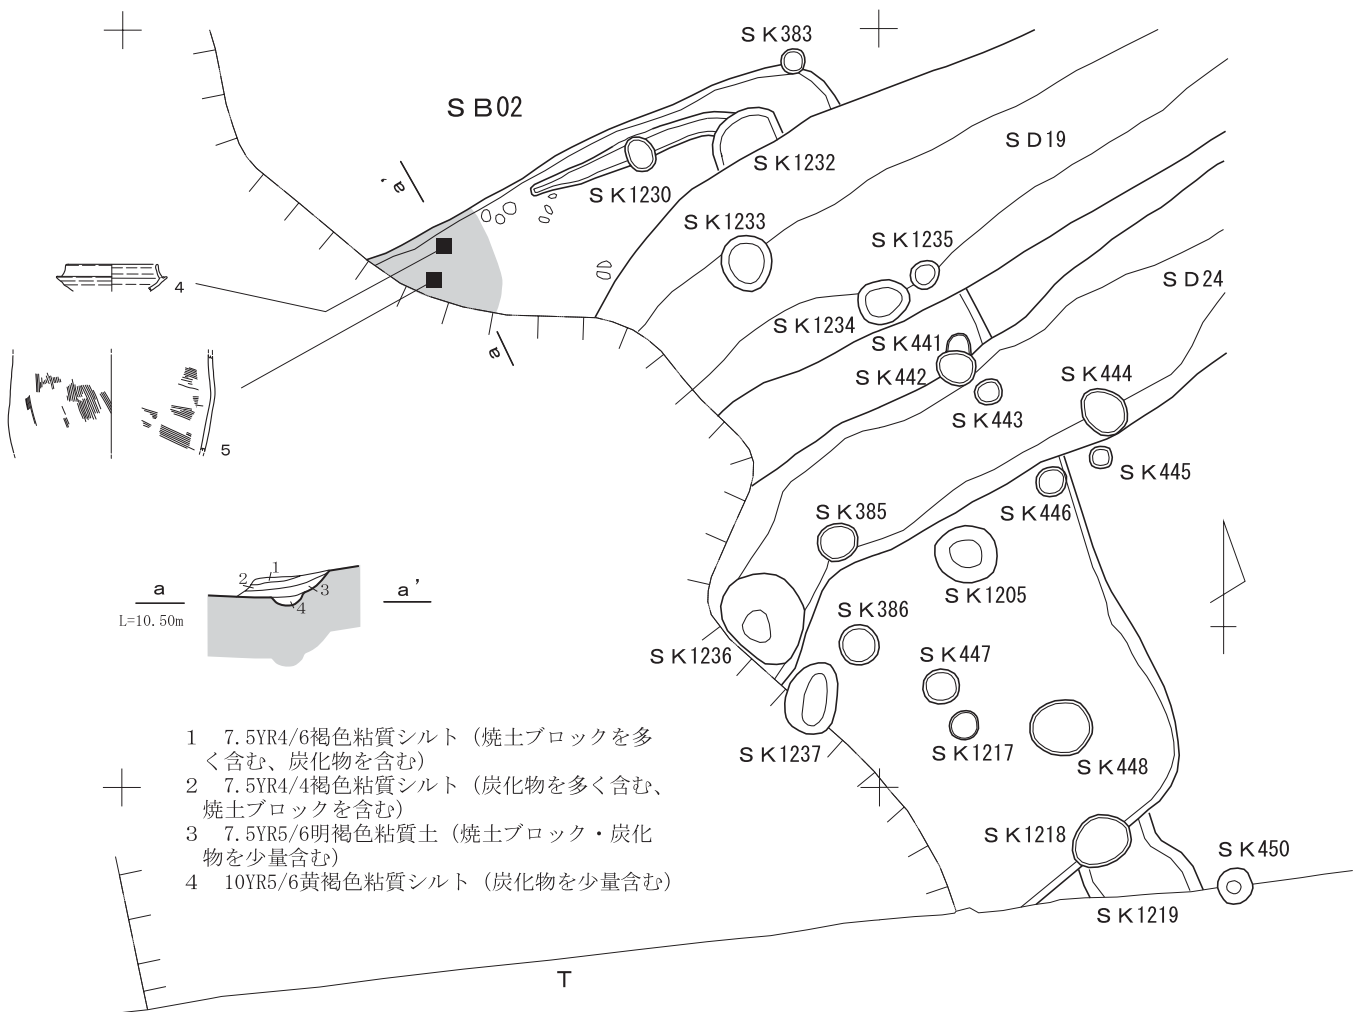 SK383
SB02
SD19
SK1232
a'
SK1230
SK1233
SK1235
SD24
4
SK1234
SK441
a
SK442
SK444
SK443
5
SK445
SK446
SK385
1
2
3
4
a
a'
L=10.50m
SK1205
SK386
SK1236
SK447
SK1237
SK1217
SK448
1 7.5YR4/6褐色粘質シルト（焼土ブロックを多
く含む、炭化物を含む）
2 7.5YR4/4褐色粘質シルト（炭化物を多く含む、
焼土ブロックを含む）
3 7.5YR5/6明褐色粘質土（焼土ブロック・炭化
物を少量含む）
4 10YR5/6黄褐色粘質シルト（炭化物を少量含む）
SK1218
SK450
SK1219
T